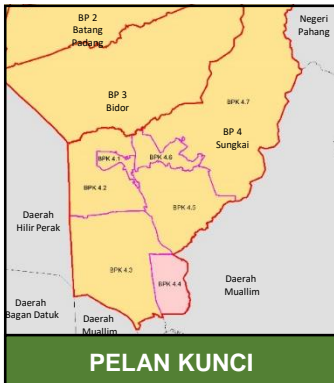 BP 2
Batang
Padang
Negeri
Pahang
BP 3
Bidor
BPK 4.7
BP 4
Sungkai
BPK 4.1
BPK 4.6
BPK 4.2
BPK 4.5
Daerah
Hilir Perak
BPK 4.3
BPK 4.4
Daerah
Muallim
Daerah
Bagan Datuk
Daerah
Muallim
PELAN KUNCI